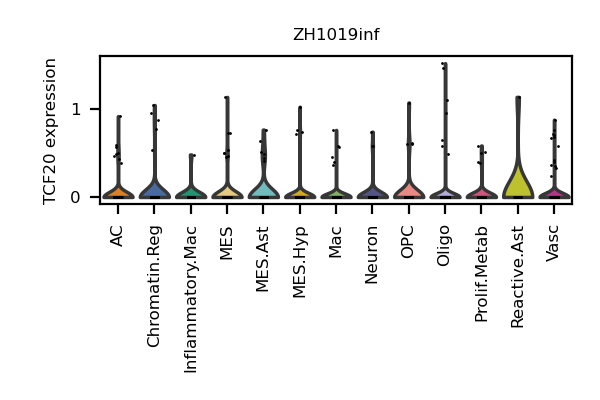 ZH1019inf
TCF20 expression
1
0
AC
Chromatin.Reg
Inflammatory.Mac
MES
MES.Ast
MES.Hyp
Mac
Neuron
OPC
Oligo
Prolif.Metab
Reactive.Ast
Vasc